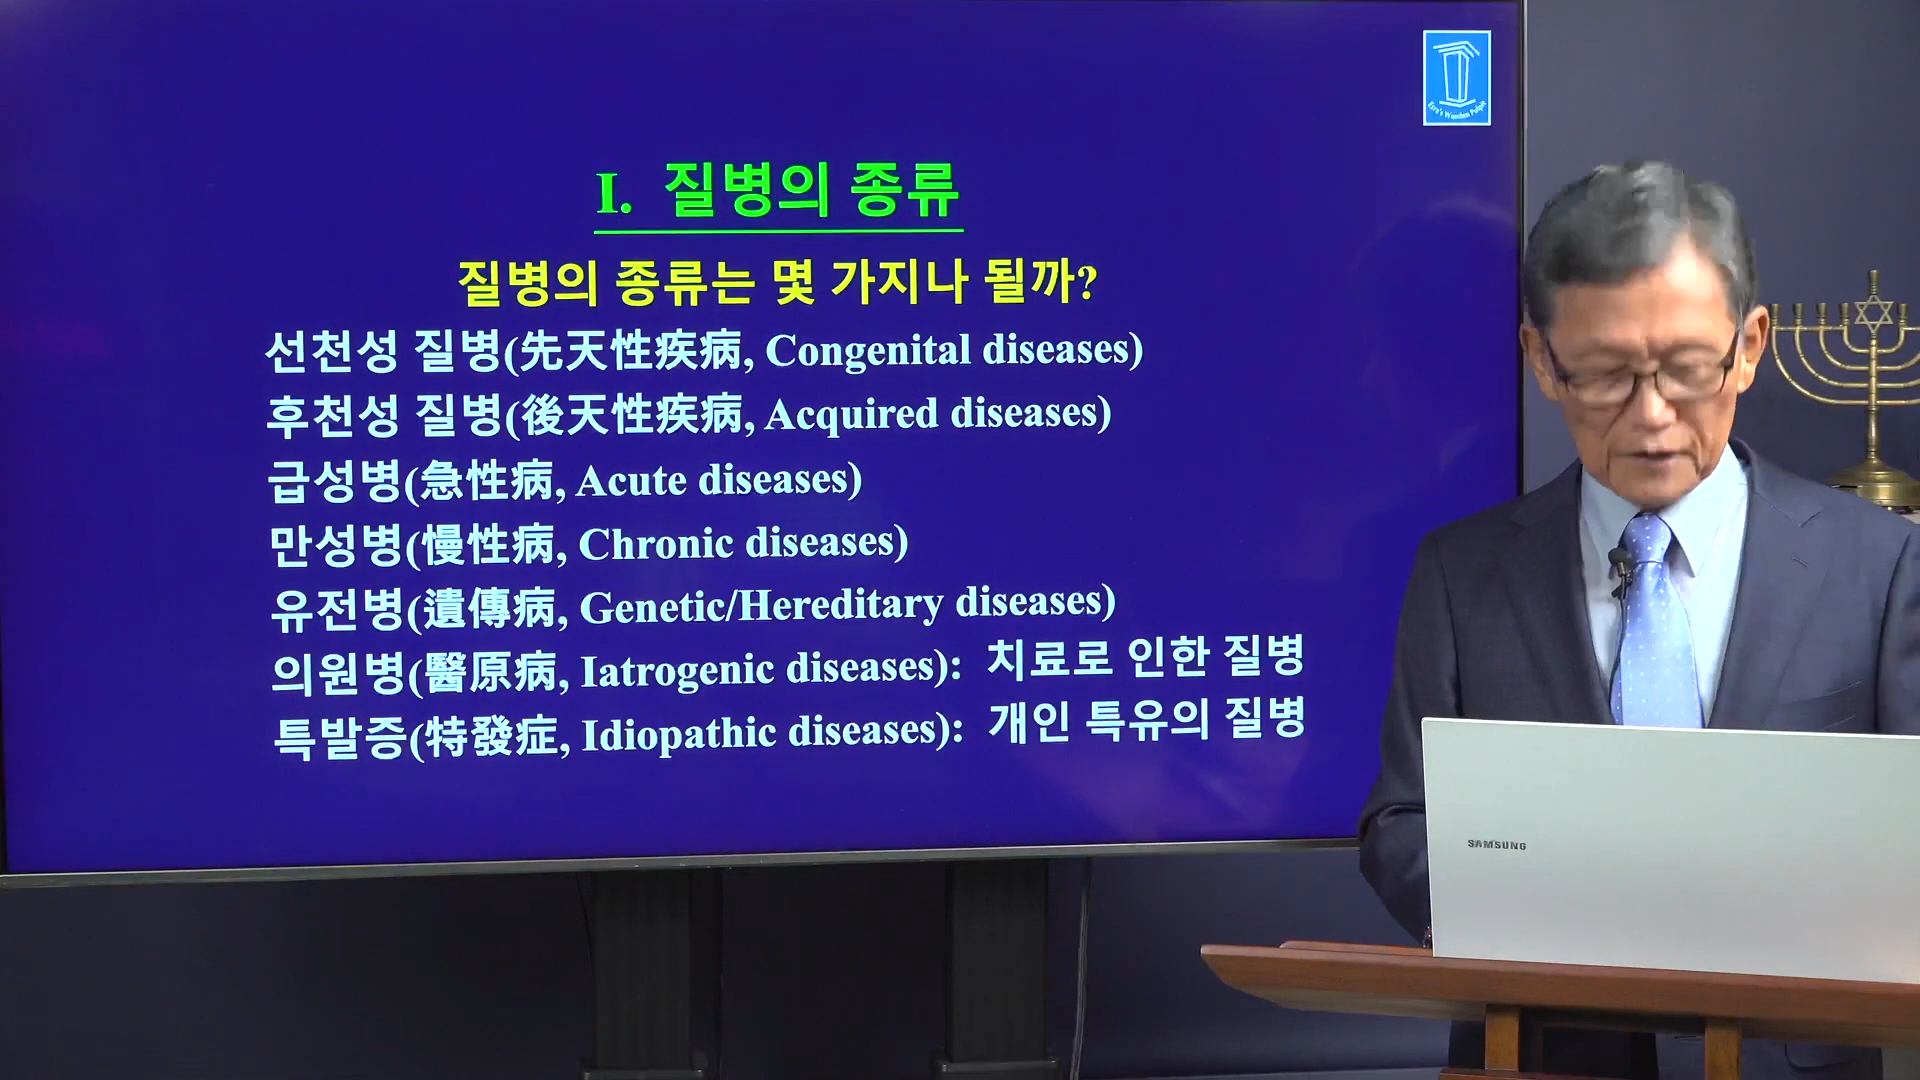 Ezra's Wooden Pulpit
I. 질병의 종류
질병의 종류는 몇 가지나 될까?
선천성 질병(先天性疾病, Congenital diseases)
후천성 질병(後天性疾病, Acquired diseases)
급성병(急性病, Acute diseases)
만성병(慢性病, Chronic diseases)
유전병(遺傳病, Genetic/Hereditary diseases)
의원병(醫原病, Iatrogenic diseases): 치료로 인한 질병
특발증(特發症, Idiopathic diseases): 개인 특유의 질병
SAMSUNG